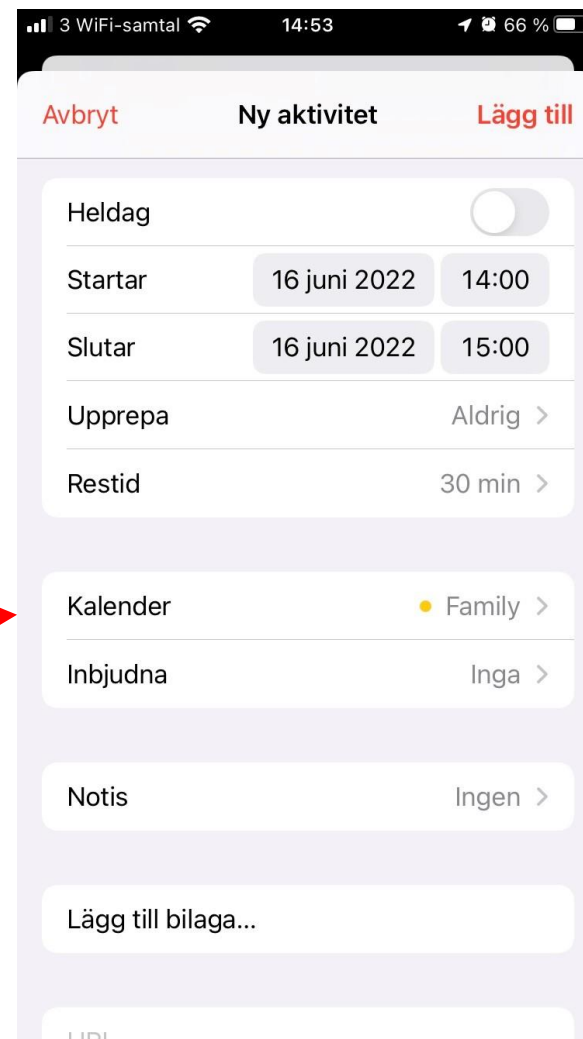 3 WiFi-samtal 14:53 66 %
Avbryt Ny aktivitet Lägg till
Heldag
Startar 16 juni 2022 14:00
Slutar 16 juni 2022 15:00
Upprepa Aldrig
Restid 30 min
Kalender Family
Inbjudna Inga
Notis Ingen
Lägg till bilaga...